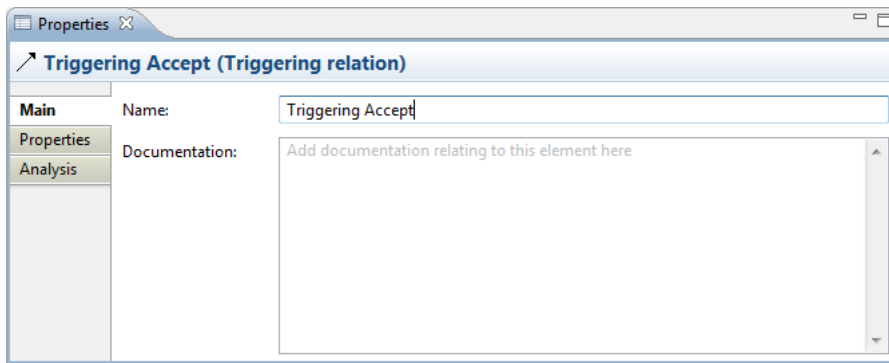 Properties
Triggering Accept (Triggering relation)
Main
Name:
Triggering Accept
Properties
Documentation:
Add documentation relating to this element here
Analysis